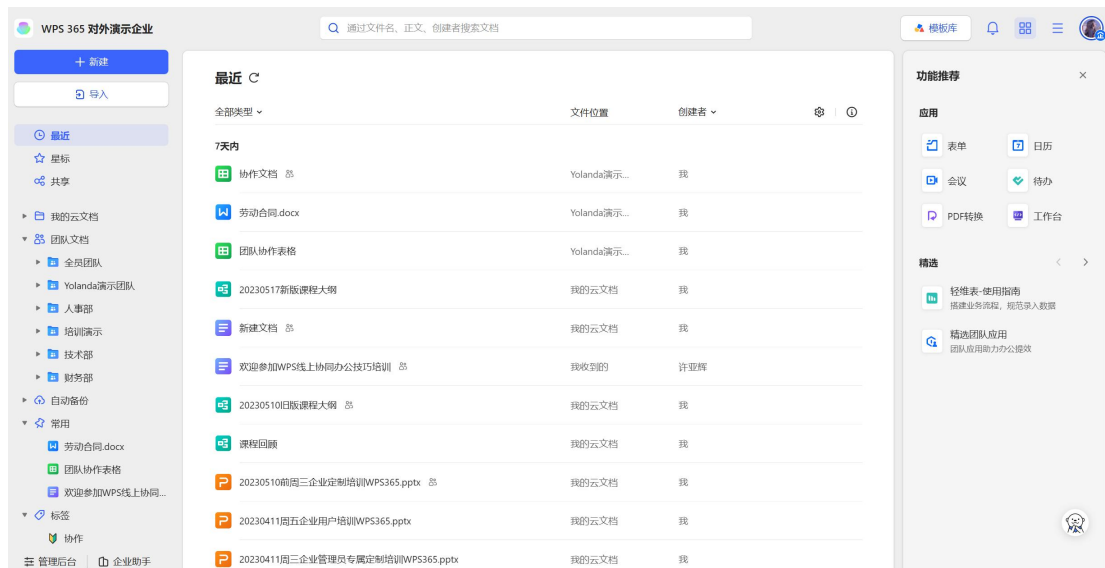 WPS 365 对外演示企业
通过文件名、正文、创建者搜索文档
模板库
+ 新建
导入
最近
星标
共享
我的云文档
团队文档
全员团队
Yolanda演示团队
人事部
培训演示
技术部
财务部
自动备份
常用
劳动合同.docx
团队协作表格
欢迎参加WPS线上协同...
标签
协作
管理后台 企业助手
最近
全部类型 文件位置 创建者
7天内
协作文档 Yolanda演示... 我
劳动合同.docx Yolanda演示... 我
团队协作表格 Yolanda演示... 我
20230517新版课程大纲 我的云文档 我
新建文档 我的云文档 我
欢迎参加WPS线上协同办公技巧培训 我收到的 许亚辉
20230510旧版课程大纲 我的云文档 我
课程回顾 我的云文档 我
20230510前周三企业定制培训WPS365.pptx 我的云文档 我
20230411周五企业用户培训WPS365.pptx 我的云文档 我
20230411周三企业管理员专属定制培训WPS365.pptx 我的云文档 我
功能推荐
应用
表单 日历
会议 待办
PDF转换 工作台
精选
轻维表-使用指南
搭建业务流程，规范录入数据
精选团队应用
团队应用助力办公提效